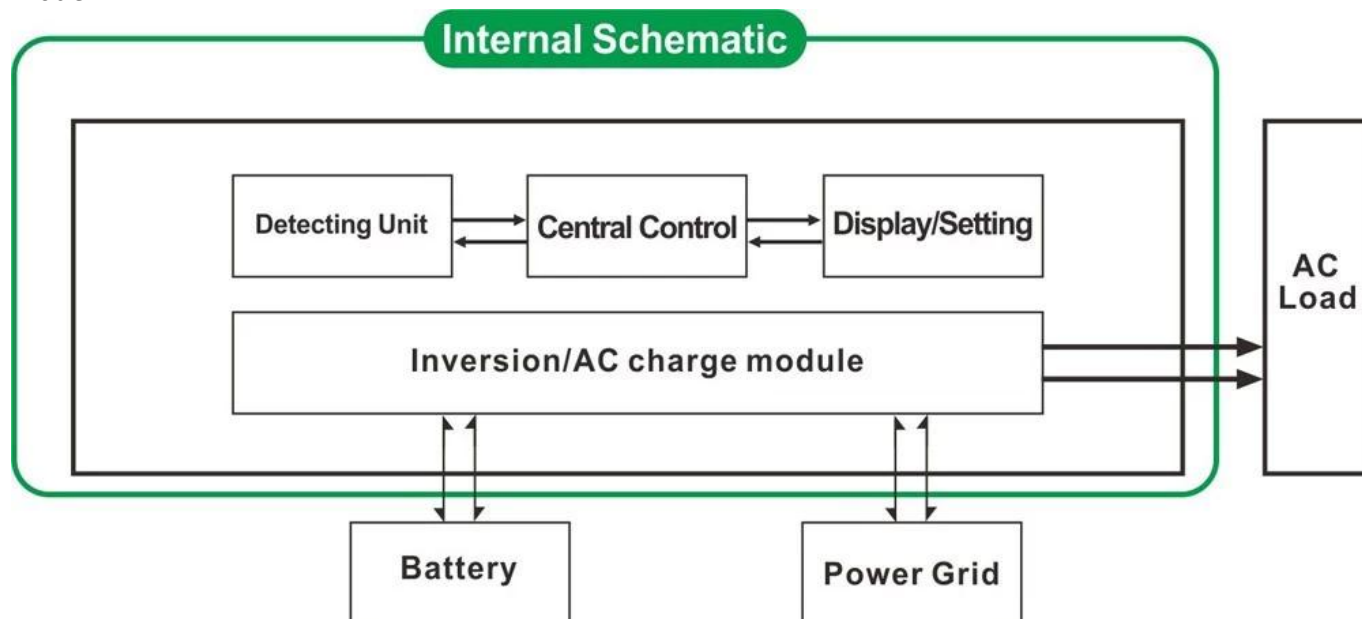 Internal Schematic
Detecting Unit
Central Control
Display/Setting
AC
Load
Inversion/AC charge module
Battery
Power Grid